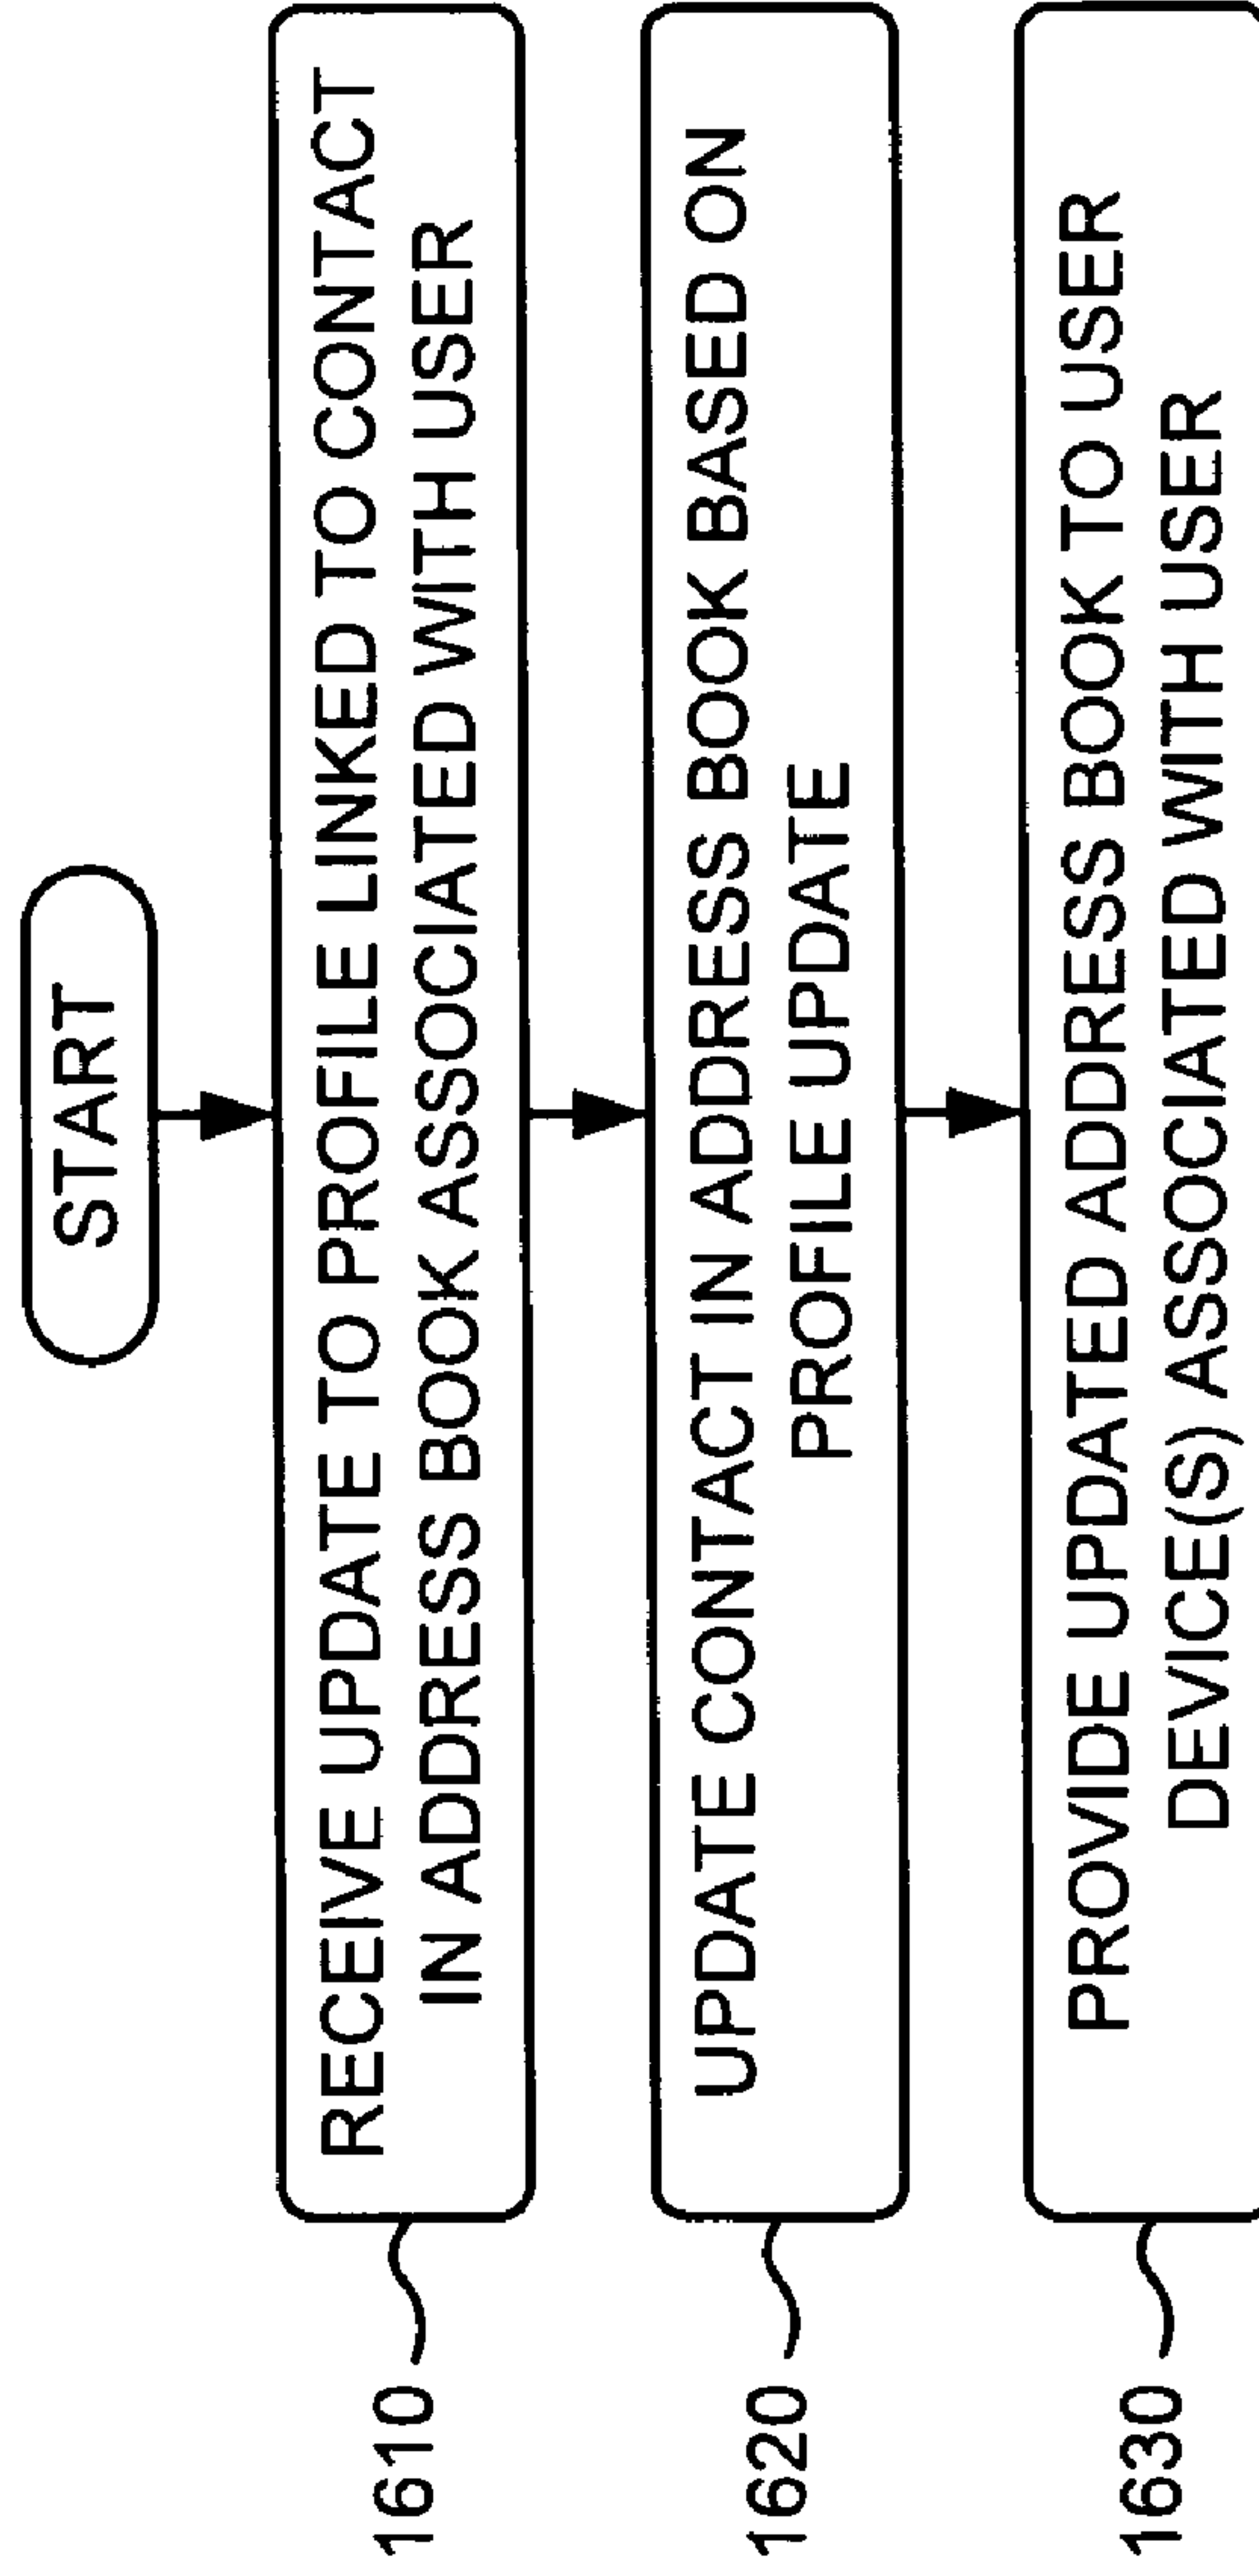 START
RECEIVE UPDATE TO PROFILE LINKED TO CONTACT
IN ADDRESS BOOK ASSOCIATED WITH USER
1610
UPDATE CONTACT IN ADDRESS BOOK BASED ON
PROFILE UPDATE
1620
PROVIDE UPDATED ADDRESS BOOK TO USER
DEVICE(S) ASSOCIATED WITH USER
1630